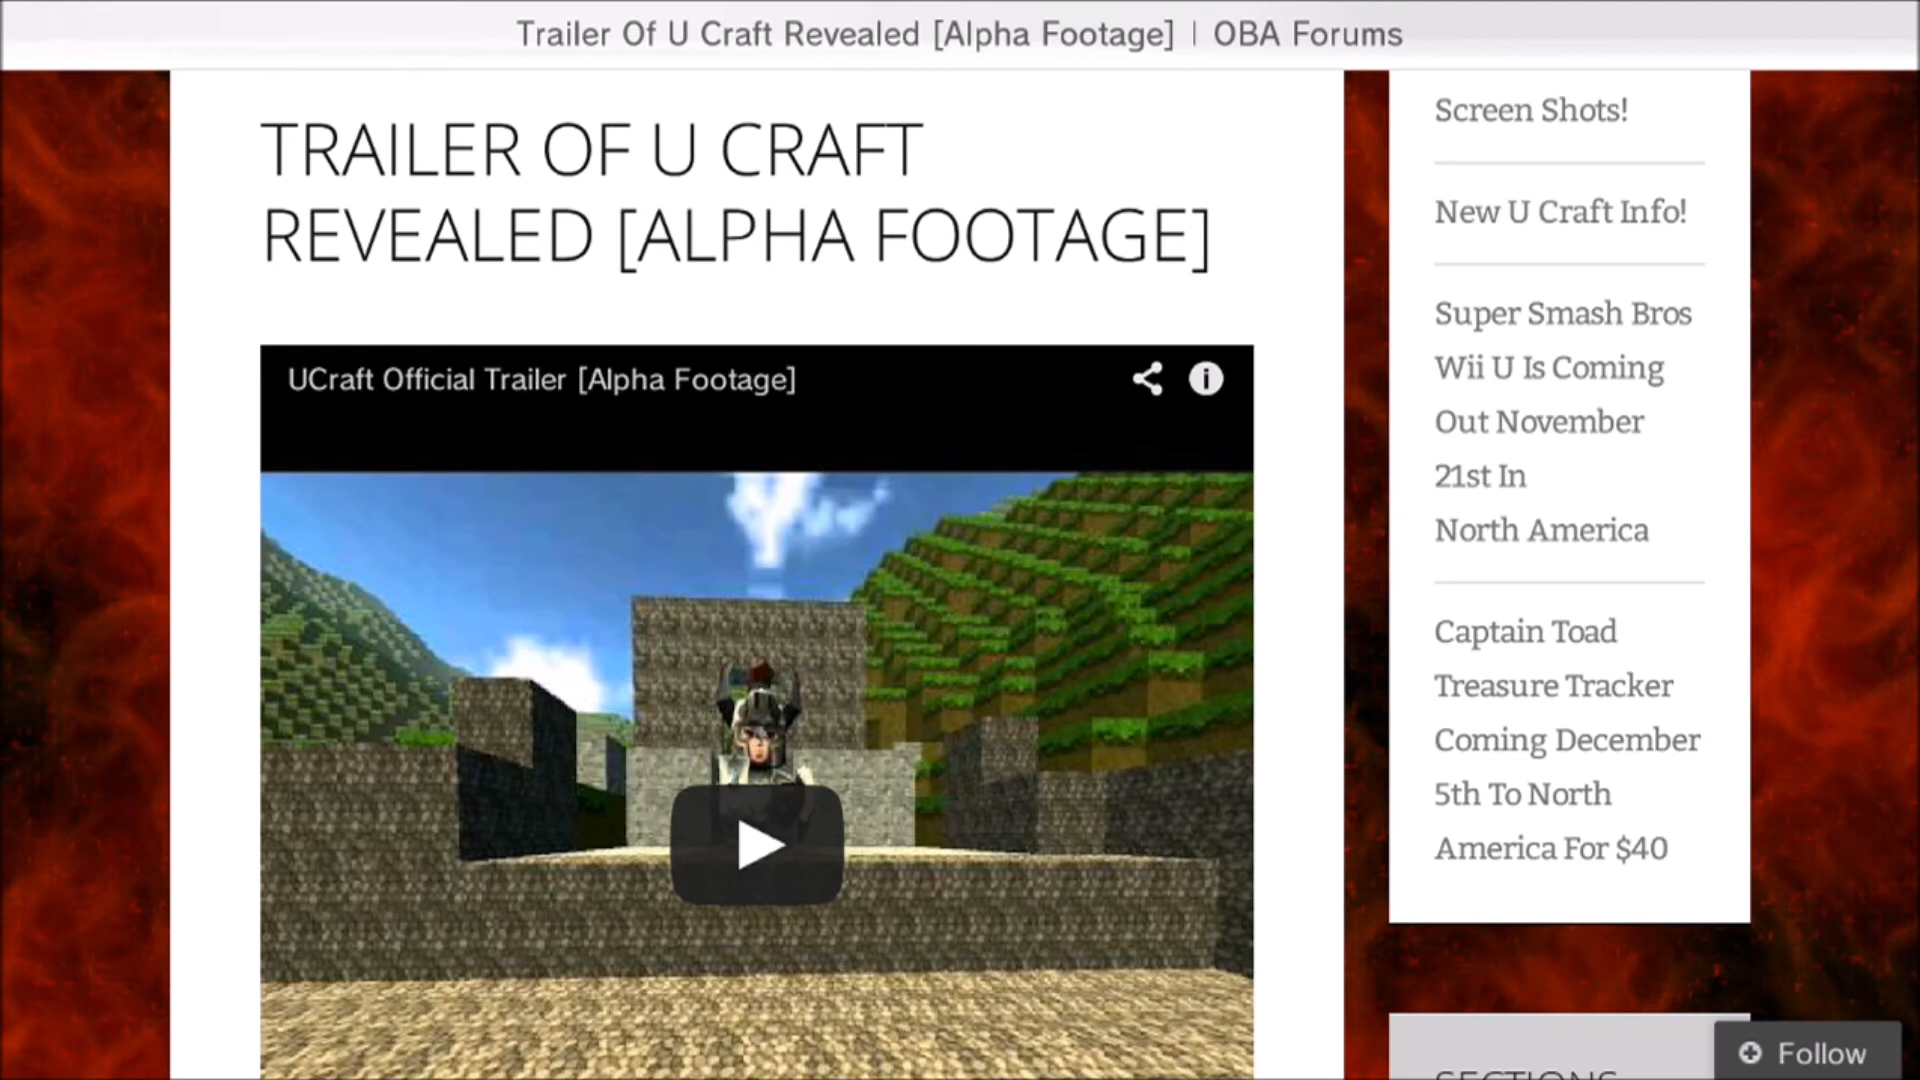 Trailer Of U Craft Revealed [Alpha Footage] | OBA Forums
TRAILER OF U CRAFT
REVEALED [ALPHA FOOTAGE]
UCraft Official Trailer [Alpha Footage]
Screen Shots!
New U Craft Info!
Super Smash Bros
Wii U Is Coming
Out November
21st In
North America
Captain Toad
Treasure Tracker
Coming December
5th To North
America For $40
SECTIONS
Follow